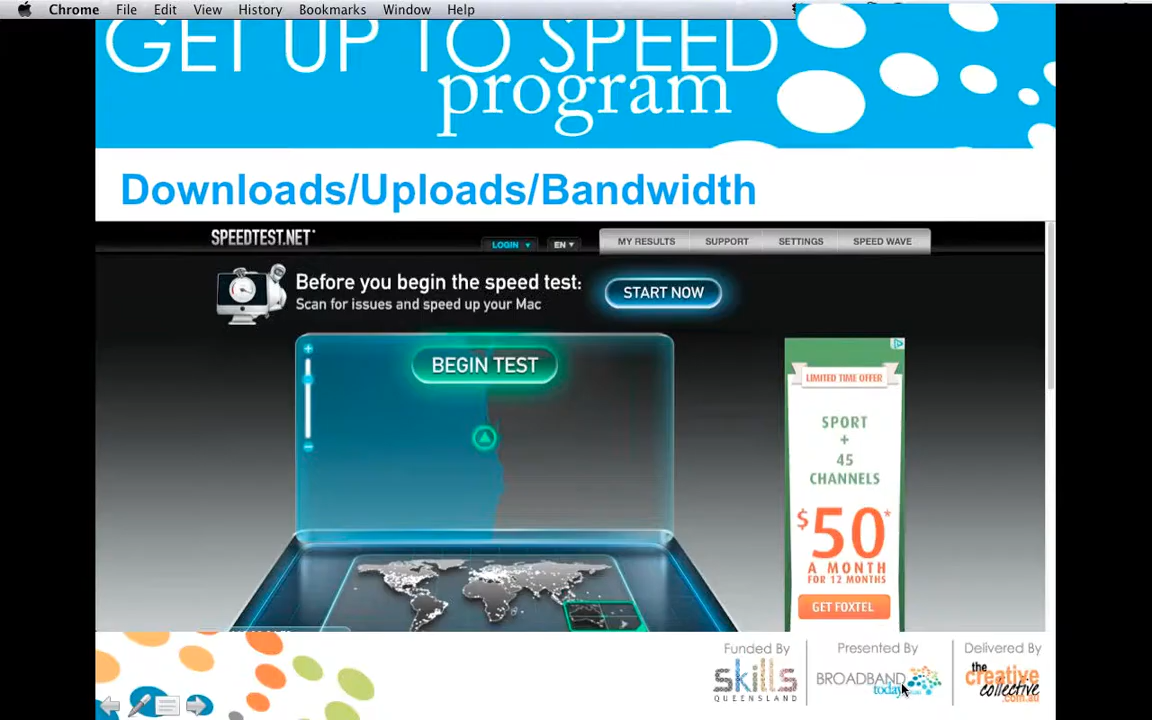 Chrome File Edit View History Bookmarks Window Help
GET UP TO SPEED
program
Downloads/Uploads/Bandwidth
SPEEDTEST.NET
LOGIN EN MY RESULTS SUPPORT SETTINGS SPEED WAVE
Before you begin the speed test:
Scan for issues and speed up your Mac
START NOW
BEGIN TEST
LIMITED TIME OFFER
SPORT
+
45
CHANNELS
$50*
A MONTH
FOR 12 MONTHS
GET FOXTEL
Funded By
skills
QUEENSLAND
Presented By
BROADBAND
today
Delivered By
the
creative
collective
.com.au